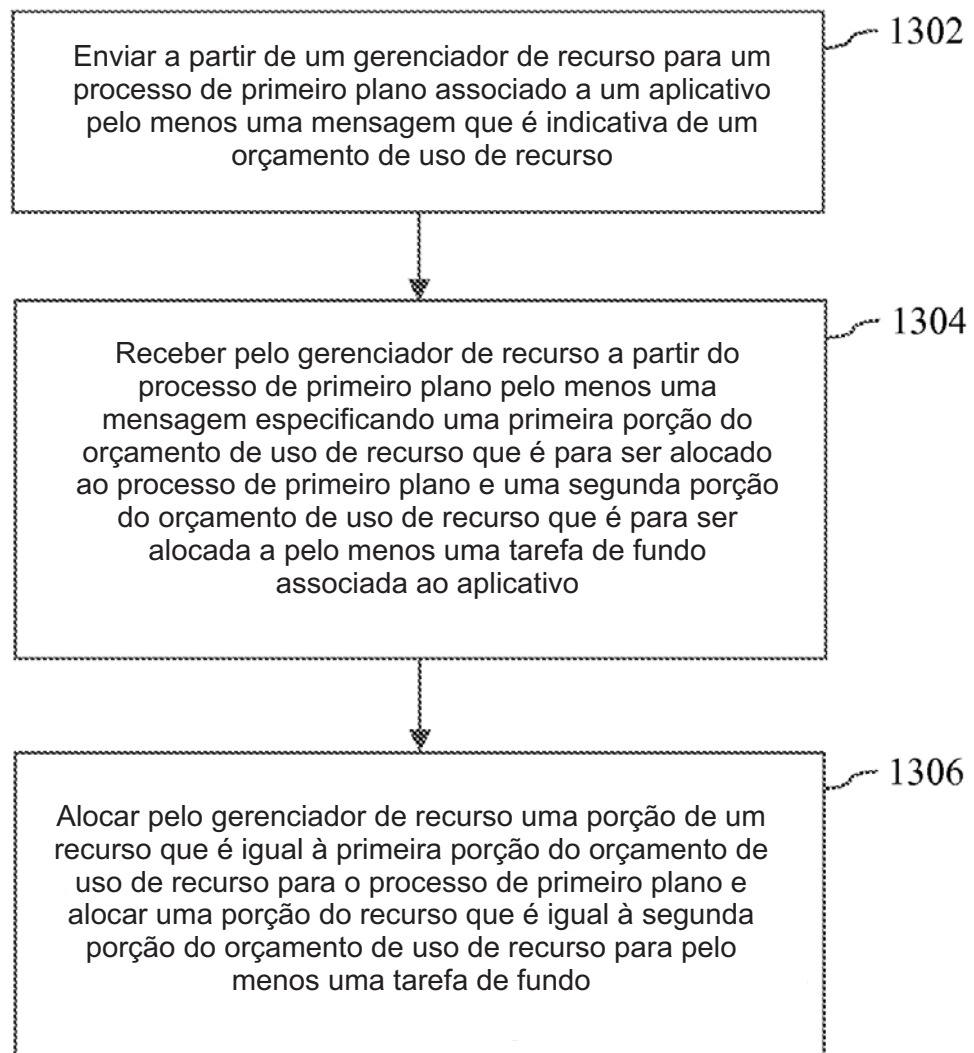 Enviar a partir de um gerenciador de recurso para um
processo de primeiro plano associado a um aplicativo
pelo menos uma mensagem que é indicativa de um
orçamento de uso de recurso
1302
Receber pelo gerenciador de recurso a partir do
processo de primeiro plano pelo menos uma
mensagem especificando uma primeira porção do
orçamento de uso de recurso que é para ser alocado
ao processo de primeiro plano e uma segunda porção
do orçamento de uso de recurso que é para ser
alocada a pelo menos uma tarefa de fundo
associada ao aplicativo
1304
Alocar pelo gerenciador de recurso uma porção de um
recurso que é igual à primeira porção do orçamento de
uso de recurso para o processo de primeiro plano e
alocar uma porção do recurso que é igual à segunda
porção do orçamento de uso de recurso para pelo
menos uma tarefa de fundo
1306